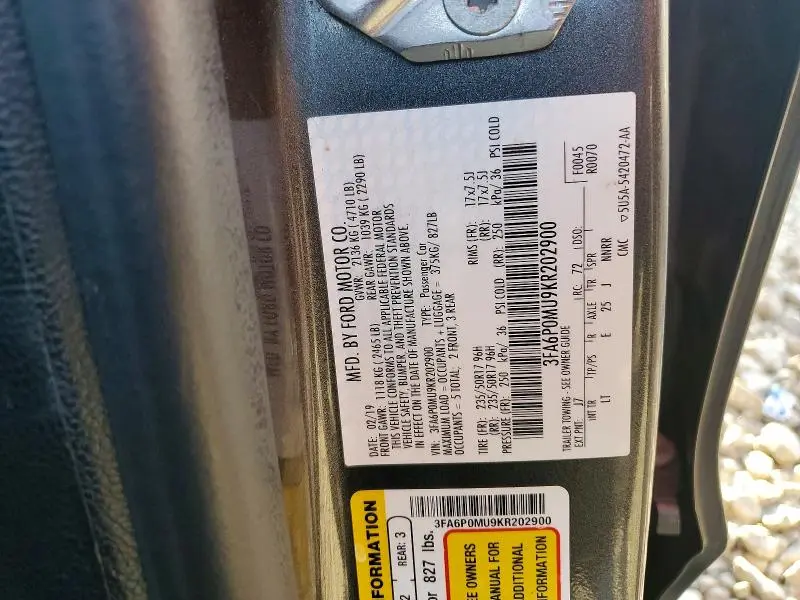 MFD. BY FORD MOTOR CO.
DATE: 02/19
GVWR: 2136 KG ( 4710 LB)
FRONT GAWR: 1118 KG ( 2465 LB)
REAR GAWR: 1039 KG ( 2290 LB)
THIS VEHICLE CONFORMS TO ALL APPLICABLE FEDERAL MOTOR
VEHICLE SAFETY, BUMPER, AND THEFT PREVENTION STANDARDS
IN EFFECT ON THE DATE OF MANUFACTURE SHOWN ABOVE.
VIN: 3FA6P0MU9KR202900 TYPE: Passenger Car
MAXIMUM LOAD = OCCUPANTS + LUGGAGE = 375KG/ 827LB
OCCUPANTS = 5 TOTAL; 2 FRONT, 3 REAR
TIRE (FR): 235/50R17 96H RIMS (FR): 17x7.5J
(RR): 235/50R17 96H (RR): 17x7.5J
PRESSURE (FR): 250 kPa/ 36 PSI COLD (RR): 250 kPa/ 36 PSI COLD
3FA6P0MU9KR202900
TRAILER TOWING - SEE OWNER GUIDE F0045
R0070
EXT PNT: J7 RC: 72 DSO:
INT TR TP/PS R AXLE TR SPR
LT E 25 J NNRR
CMC ▽5U5A-5420472-AA
FORMATION
2 REAR: 3
3FA6P0MU9KR202900
or 827 lbs.
EE OWNERS
ANUAL FOR
ADDITIONAL
FORMATION